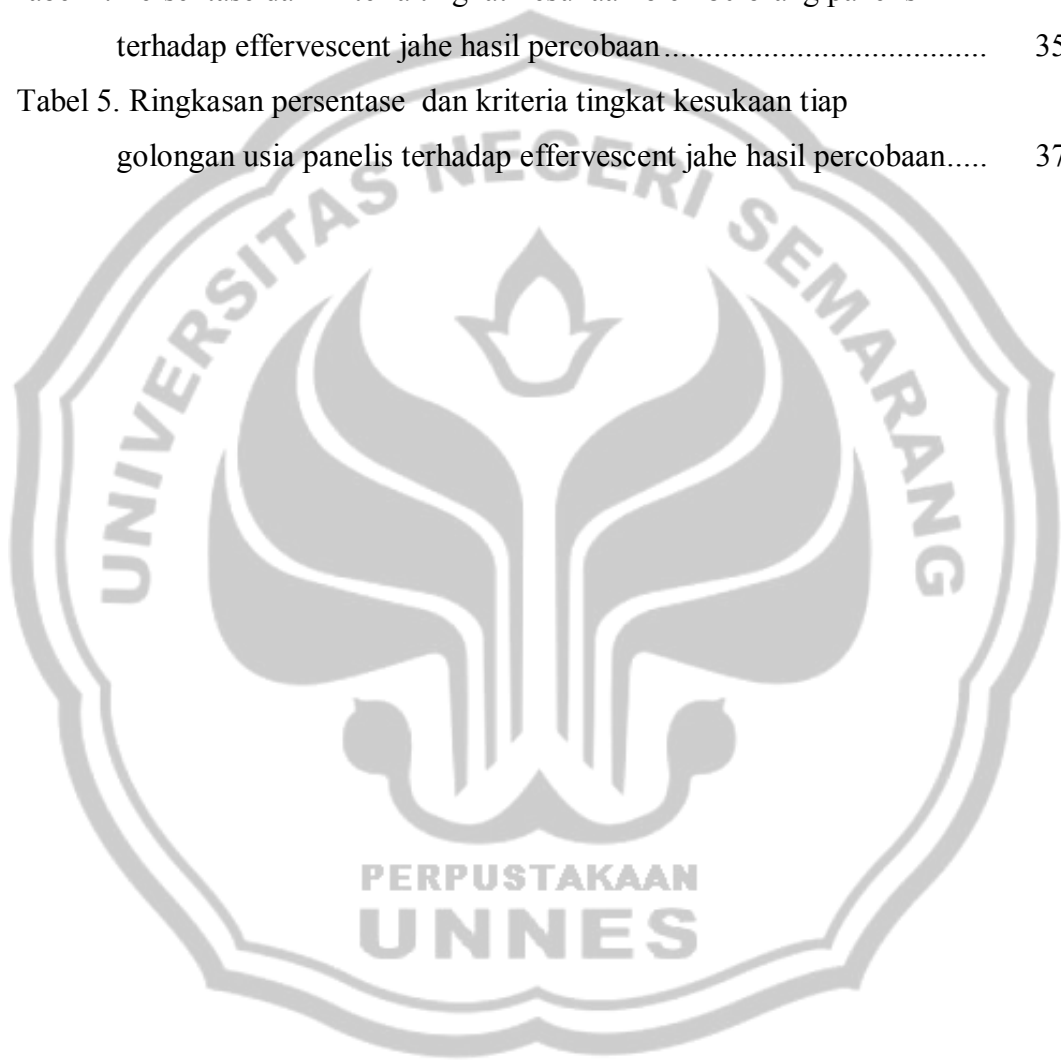 terhadap effervescent jahe hasil percobaan.................................... 35
Tabel 5. Ringkasan persentase dan kriteria tingkat kesukaan tiap
golongan usia panelis terhadap effervescent jahe hasil percobaan..... 37
UNIVERSITAS NEGERI SEMARANG
PERPUSTAKAAN
UNNES